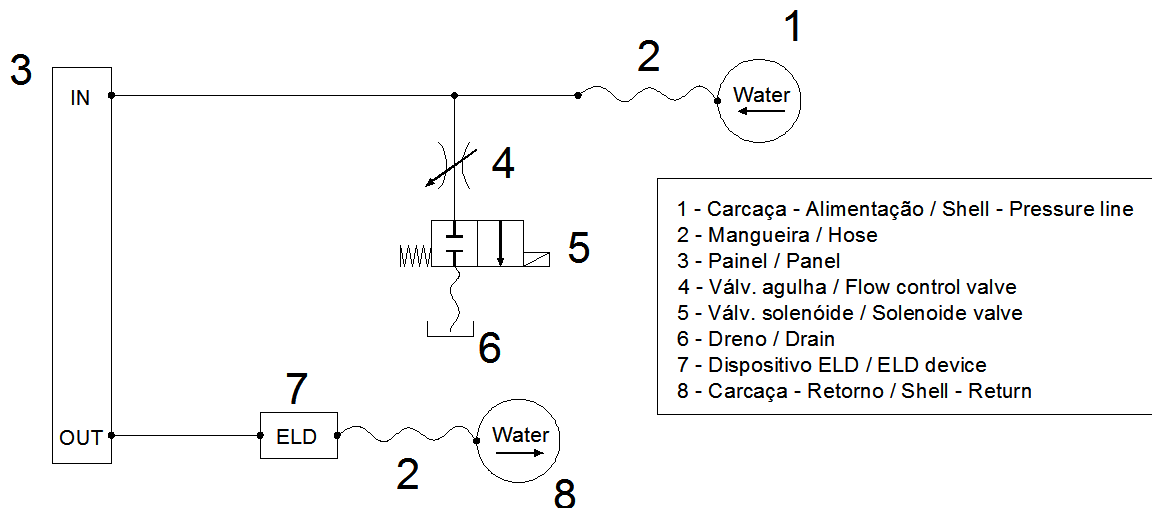 1
2
3
Water
IN
4
1 - Carcaça - Alimentação / Shell - Pressure line
2 - Mangueira / Hose
3 - Painel / Panel
4 - Válv. agulha / Flow control valve
5 - Válv. solenóide / Solenoide valve
6 - Dreno / Drain
7 - Dispositivo ELD / ELD device
8 - Carcaça - Retorno / Shell - Return
5
6
7
OUT
ELD
Water
2
8